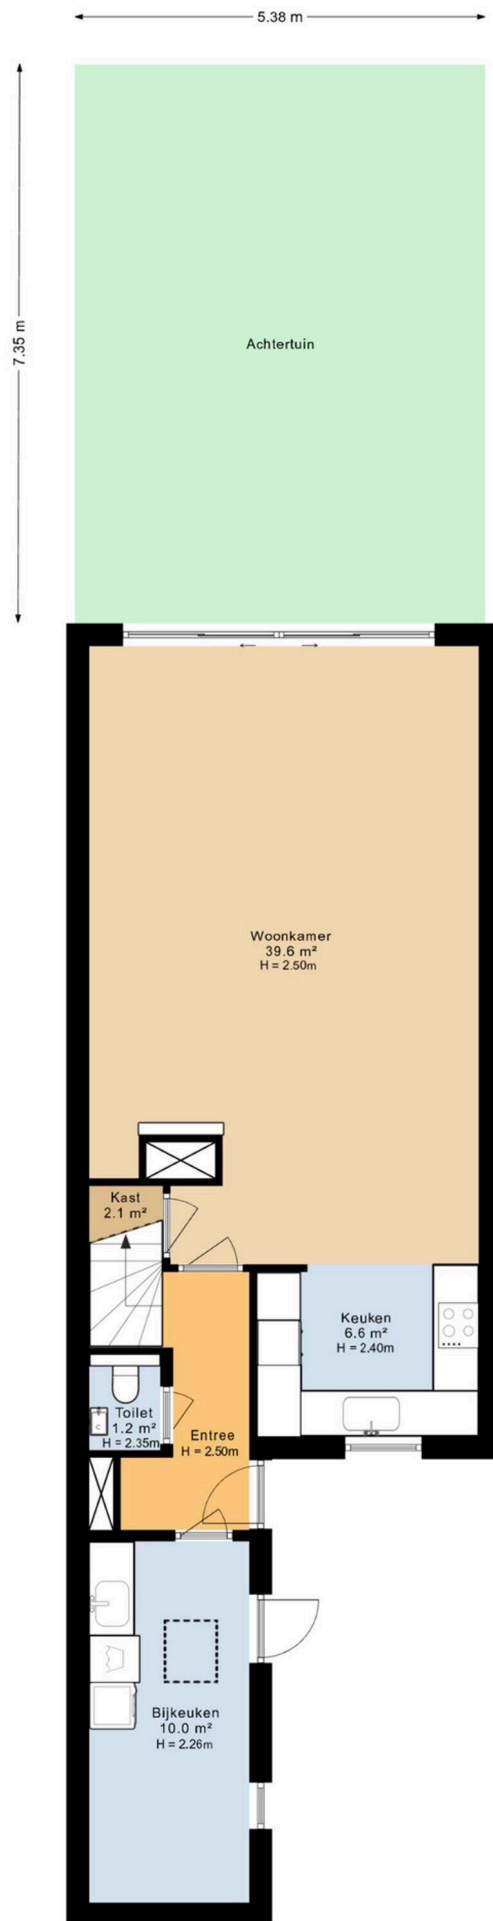 5.38 m
7.35 m
Achtertuin
Woonkamer
39.6 m²
H = 2.50m
Kast
2.1 m²
Keuken
6.6 m²
H = 2.40m
Toilet
1.2 m²
H = 2.35m
Entree
H = 2.50m
Bijkeuken
10.0 m²
H = 2.26m